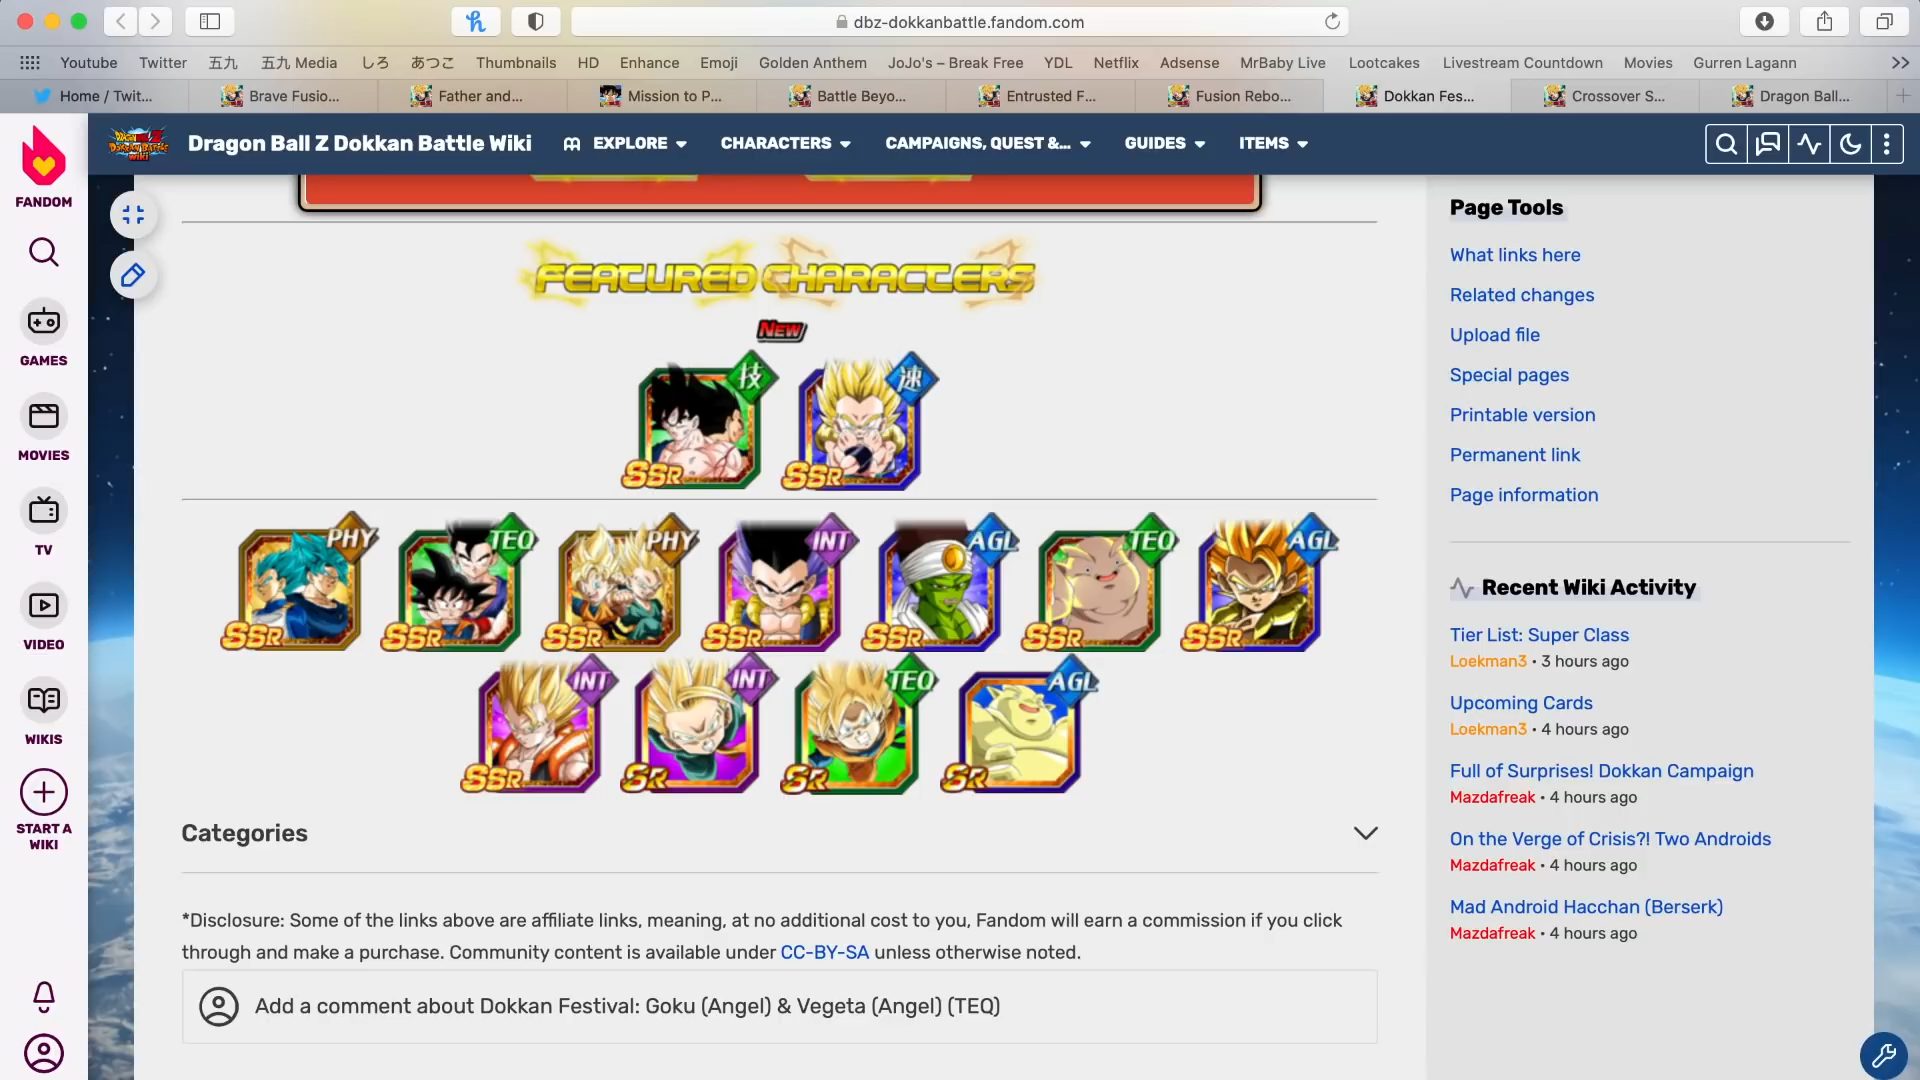 dbz-dokkanbattle.fandom.com
Youtube Twitter 五九 五九 Media しろ あつこ Thumbnails HD Enhance Emoji Golden Anthem JoJo's – Break Free YDL Netflix Adsense MrBaby Live Lootcakes Livestream Countdown Movies Gurren Lagann
Home / Twit... Brave Fusio... Father and... Mission to P... Battle Beyo... Entrusted F... Fusion Rebo... Dokkan Fes... Crossover S... Dragon Ball...
Dragon Ball Z Dokkan Battle Wiki EXPLORE CHARACTERS CAMPAIGNS, QUEST &... GUIDES ITEMS
FANDOM
GAMES
MOVIES
TV
VIDEO
WIKIS
START A
WIKI
FEATURED CHARACTERS
NEW
技 速
SSR SSR
PHY TEQ PHY INT AGL TEQ AGL
SSR SSR SSR SSR SSR SSR SSR
INT INT TEQ AGL
SSR SR SR SR
Categories
*Disclosure: Some of the links above are affiliate links, meaning, at no additional cost to you, Fandom will earn a commission if you click
through and make a purchase. Community content is available under CC-BY-SA unless otherwise noted.
Add a comment about Dokkan Festival: Goku (Angel) & Vegeta (Angel) (TEQ)
Page Tools
What links here
Related changes
Upload file
Special pages
Printable version
Permanent link
Page information
Recent Wiki Activity
Tier List: Super Class
Loekman3 • 3 hours ago
Upcoming Cards
Loekman3 • 4 hours ago
Full of Surprises! Dokkan Campaign
Mazdafreak • 4 hours ago
On the Verge of Crisis?! Two Androids
Mazdafreak • 4 hours ago
Mad Android Hacchan (Berserk)
Mazdafreak • 4 hours ago